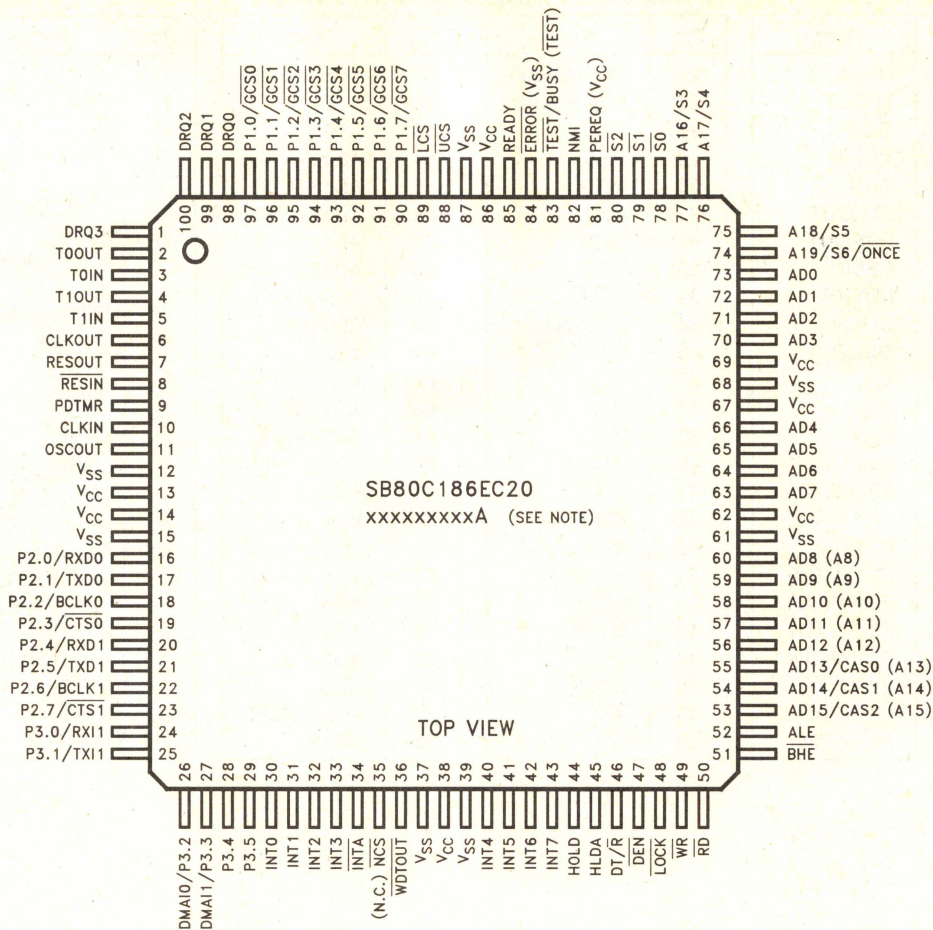 DRQ2
DRQ1
DRQ0
P1.0/GCS0
P1.1/GCS1
P1.2/GCS2
P1.3/GCS3
P1.4/GCS4
P1.5/GCS5
P1.6/GCS6
P1.7/GCS7
LCS
UCS
VSS
VCC
READY
ERROR (VSS)
TEST/BUSY (TEST)
NMI
PEREQ (VCC)
S2
S1
S0
A16/S3
A17/S4
100
99
98
97
96
95
94
93
92
91
90
89
88
87
86
85
84
83
82
81
80
79
78
77
76
DRQ3 1
T0OUT 2
T0IN 3
T1OUT 4
T1IN 5
CLKOUT 6
RESOUT 7
RESIN 8
PDTMR 9
CLKIN 10
OSCOUT 11
VSS 12
VCC 13
VCC 14
VSS 15
P2.0/RXD0 16
P2.1/TXD0 17
P2.2/BCLK0 18
P2.3/CTS0 19
P2.4/RXD1 20
P2.5/TXD1 21
P2.6/BCLK1 22
P2.7/CTS1 23
P3.0/RXI1 24
P3.1/TXI1 25
SB80C186EC20
XXXXXXXXXA (SEE NOTE)
TOP VIEW
75 A18/S5
74 A19/S6/ONCE
73 AD0
72 AD1
71 AD2
70 AD3
69 VCC
68 VSS
67 VCC
66 AD4
65 AD5
64 AD6
63 AD7
62 VCC
61 VSS
60 AD8 (A8)
59 AD9 (A9)
58 AD10 (A10)
57 AD11 (A11)
56 AD12 (A12)
55 AD13/CAS0 (A13)
54 AD14/CAS1 (A14)
53 AD15/CAS2 (A15)
52 ALE
51 BHE
26
27
28
29
30
31
32
33
34
35
36
37
38
39
40
41
42
43
44
45
46
47
48
49
50
DMAI0/P3.2
DMAI1/P3.3
P3.4
P3.5
INT0
INT1
INT2
INT3
INTA
(N.C.) NCS
WDTOUT
VSS
VCC
VSS
INT4
INT5
INT6
INT7
HOLD
HLDA
DT/R
DEN
LOCK
WR
RD